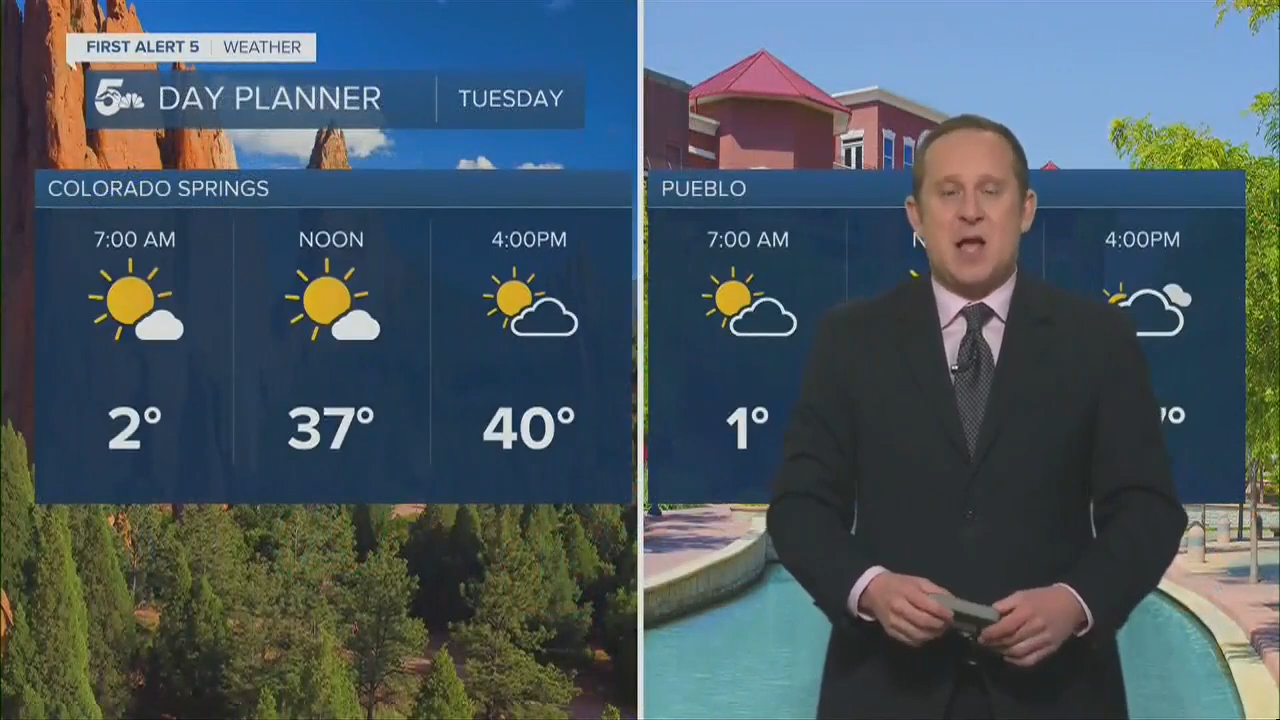 FIRST ALERT 5 | WEATHER
5 DAY PLANNER | TUESDAY
COLORADO SPRINGS
7:00 AM NOON 4:00PM
2° 37° 40°
PUEBLO
7:00 AM 4:00PM
1°